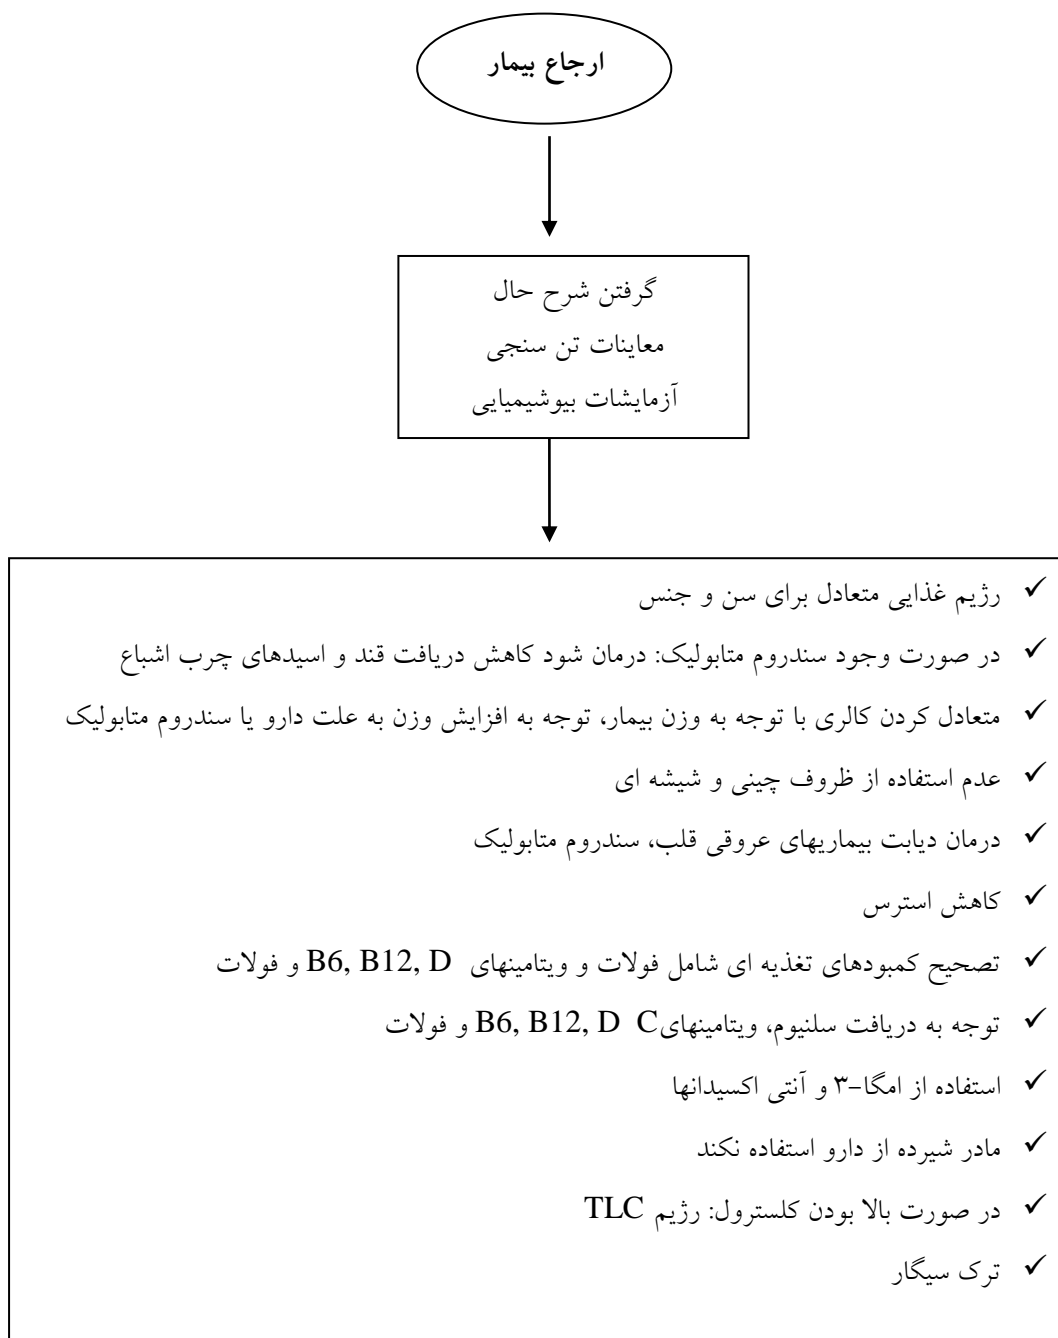 ارجاع بیمار
گرفتن شرح حال
معاینات تن سنجی
آزمایشات بیوشیمیایی
✓ رژیم غذایی متعادل برای سن و جنس
✓ در صورت وجود سندروم متابولیک: درمان شود کاهش دریافت قند و اسیدهای چرب اشباع
✓ متعادل کردن کالری با توجه به وزن بیمار، توجه به افزایش وزن به علت دارو یا سندروم متابولیک
✓ عدم استفاده از ظروف چینی و شیشه ای
✓ درمان دیابت بیماریهای عروقی قلب، سندروم متابولیک
✓ کاهش استرس
✓ تصحیح کمبودهای تغذیه ای شامل فولات و ویتامینهای B6, B12, D و فولات
✓ توجه به دریافت سلنیوم، ویتامینهای B6, B12, D C و فولات
✓ استفاده از امگا-۳ و آنتی اکسیدانها
✓ مادر شیرده از دارو استفاده نکند
✓ در صورت بالا بودن کلسترول: رژیم TLC
✓ ترک سیگار